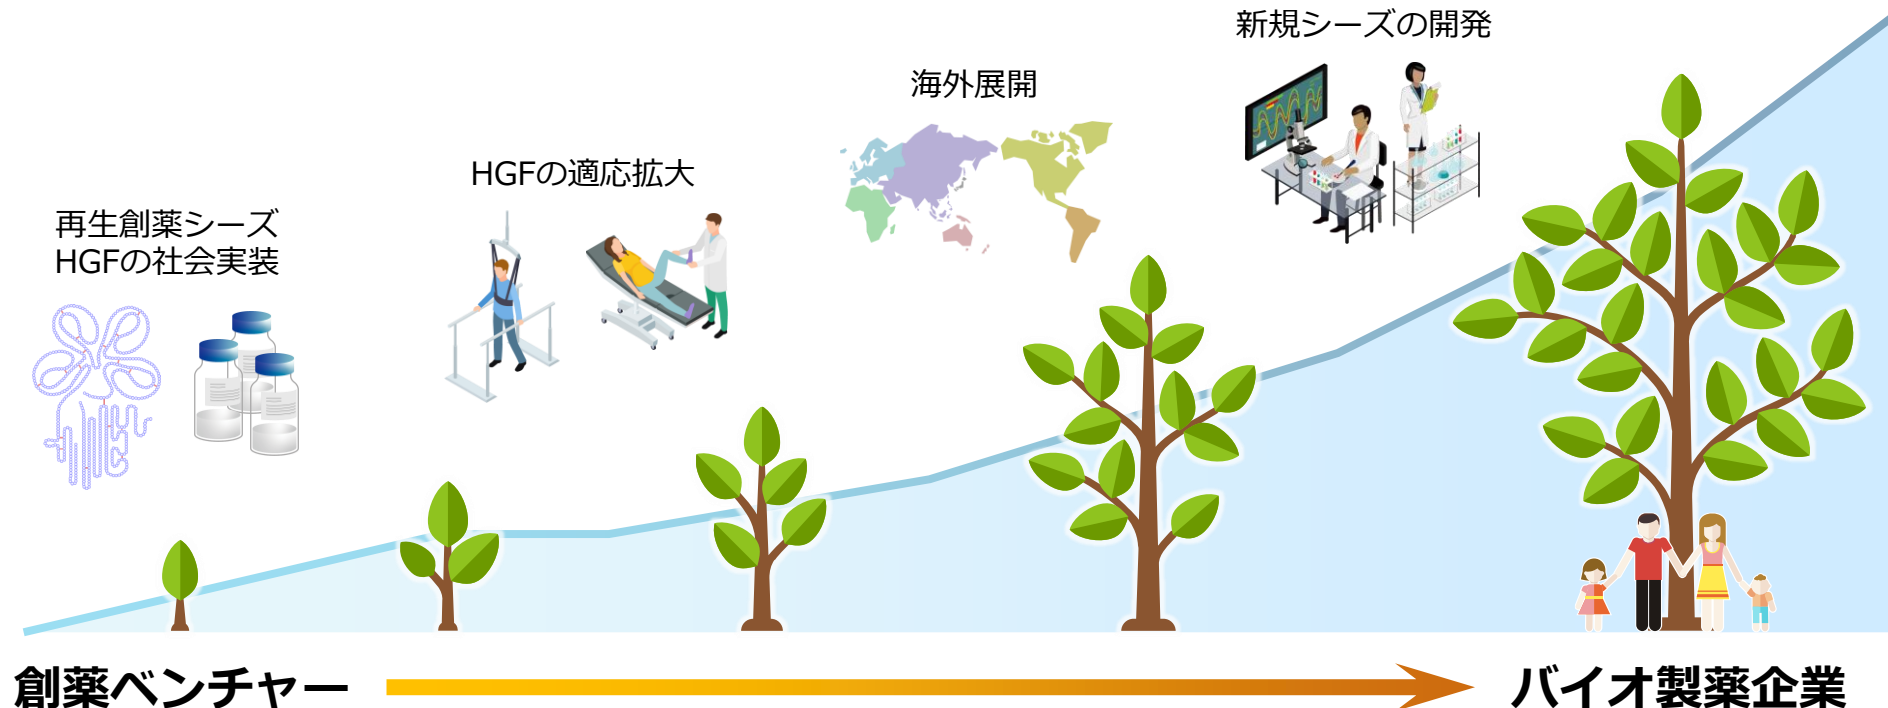 再生創薬シーズ
HGFの社会実装
HGFの適応拡大
海外展開
新規シーズの開発
創薬ベンチャー
バイオ製薬企業